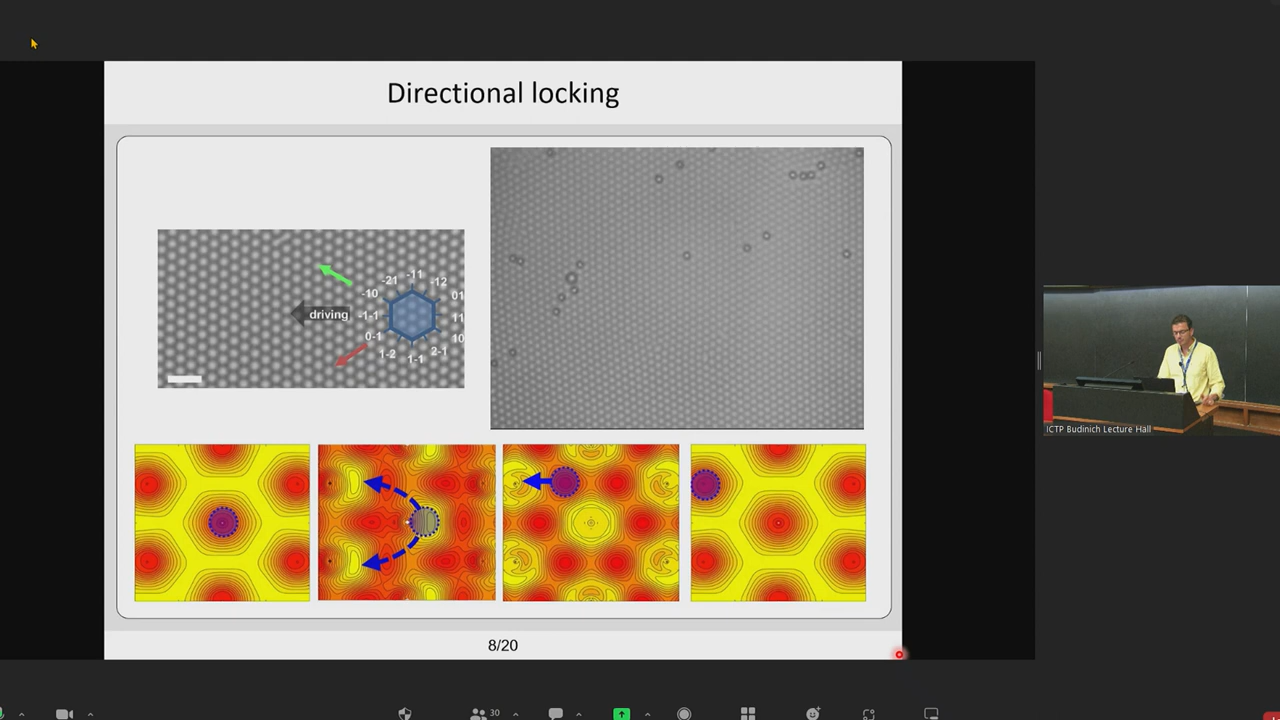 Directional locking
-21 -11 -12
-10 01
driving -1-1 11
0-1 10
1-2 1-1 2-1
8/20
ICTP Budinich Lecture Hall
30